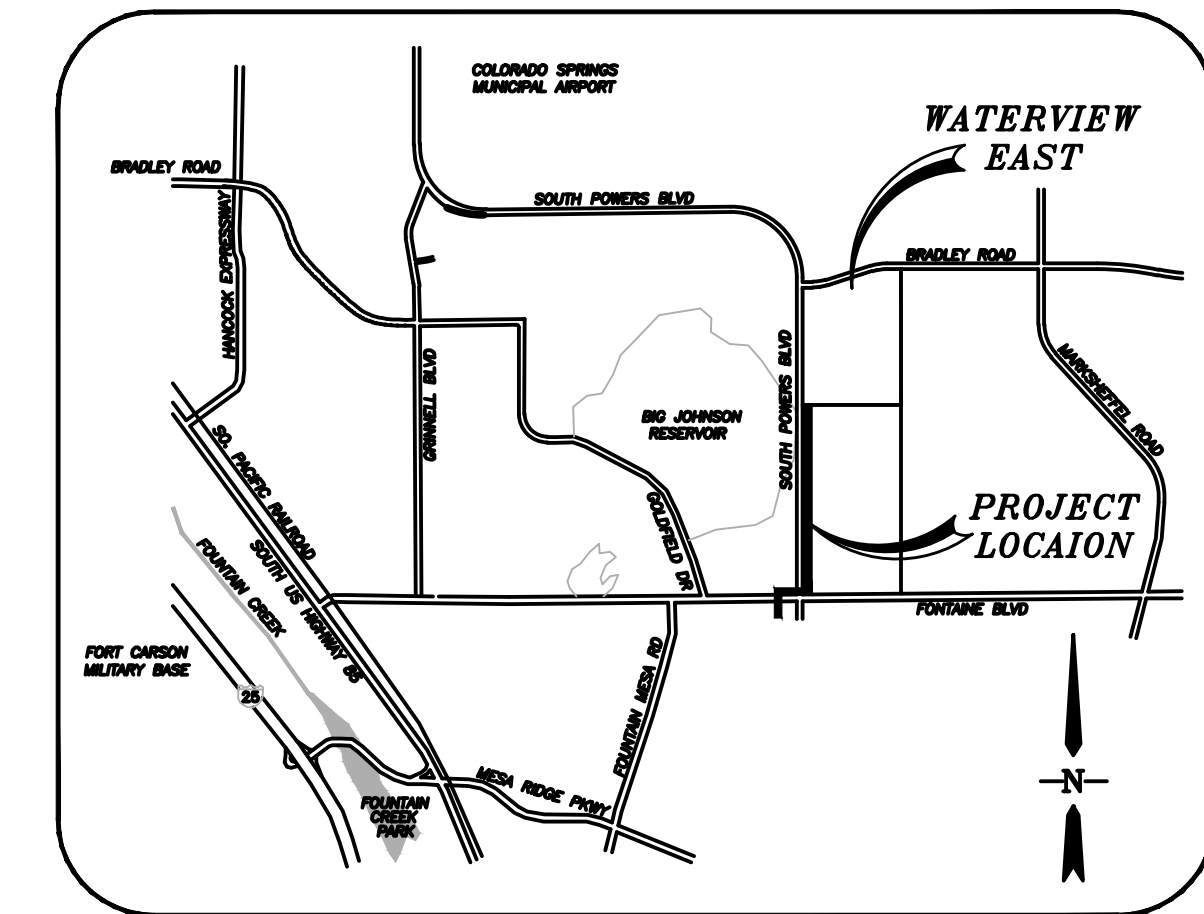 COLORADO SPRINGS
MUNICIPAL AIRPORT
WATERVIEW
EAST
BRADLEY ROAD
SOUTH POWERS BLVD
HANCOCK EXPRESSWAY
BRADLEY ROAD
GRINNELL BLVD
SOUTH POWERS BLVD
MARKSHEFFEL ROAD
BIG JOHNSON
RESERVOIR
SO. PACIFIC RAILROAD
GOLDFIELD DR
PROJECT
LOCAION
FOUNTAIN CREEK
SOUTH US HIGHWAY 85
FONTAINE BLVD
FORT CARSON
MILITARY BASE
25
FOUNTAIN MESA RD
MESA RIDGE PKWY
N
FOUNTAIN
CREEK
PARK